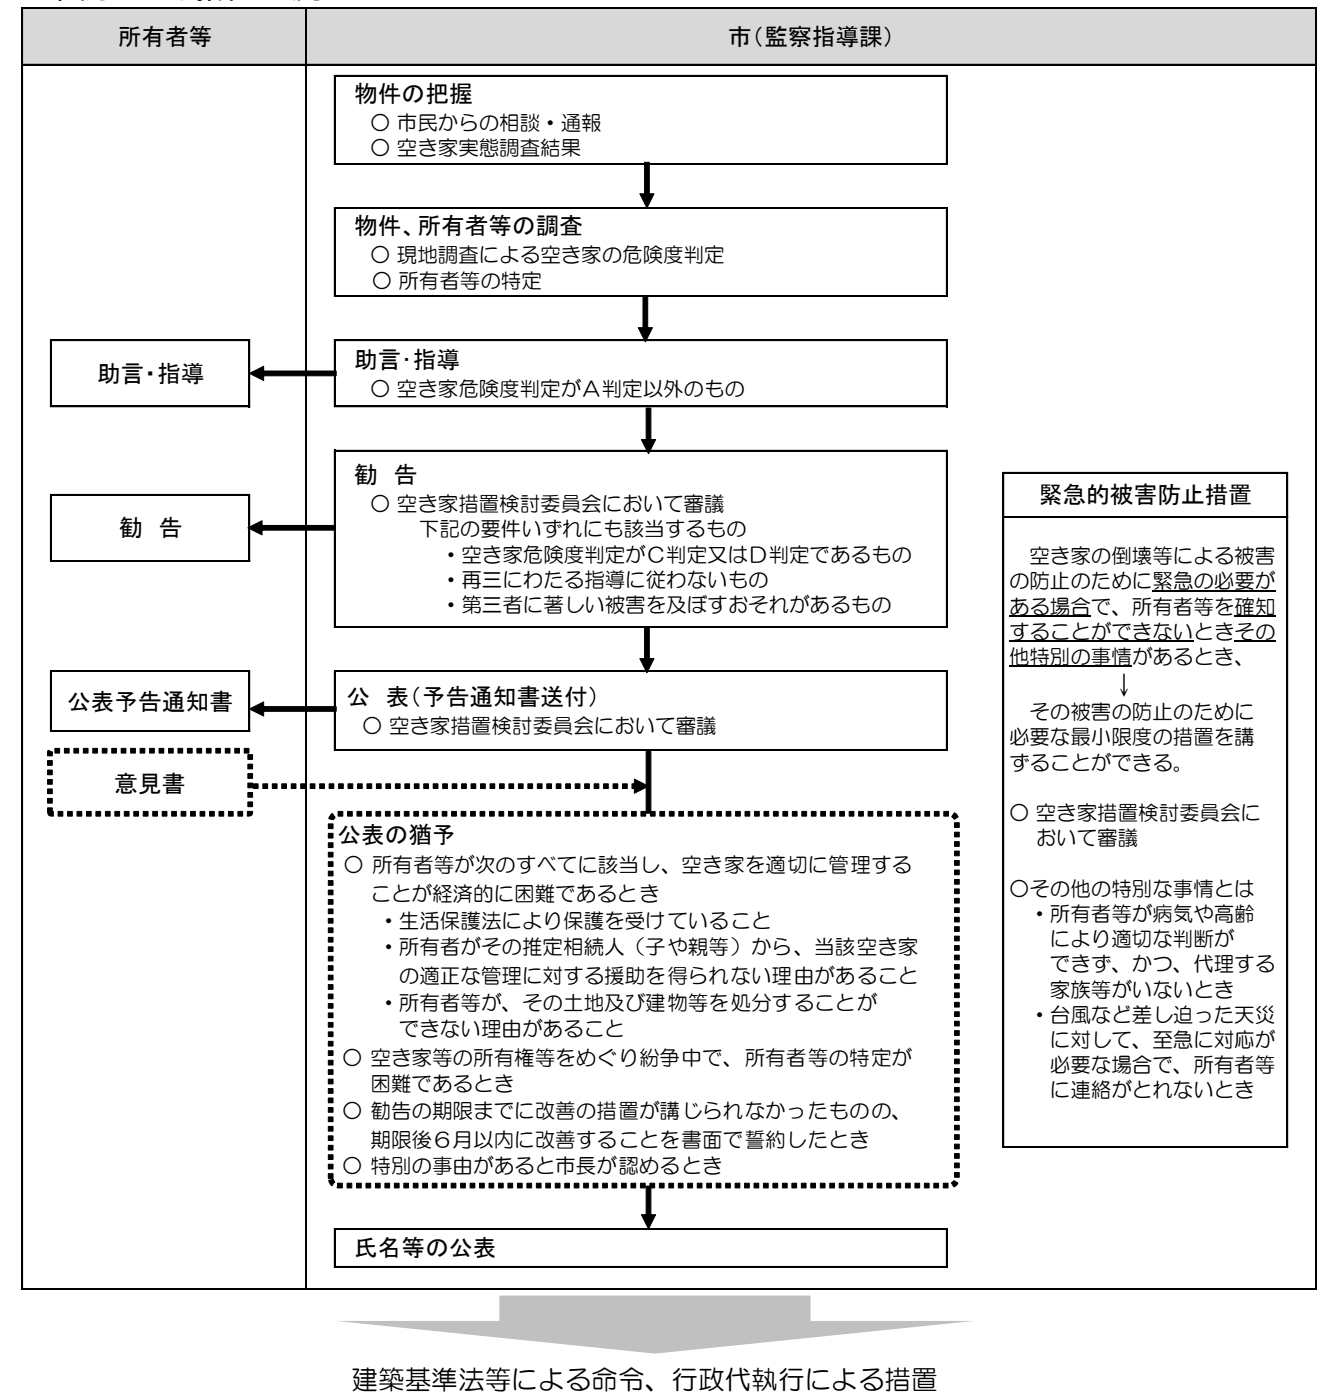 所有者等
市(監察指導課)
物件の把握
○ 市民からの相談・通報
○ 空き家実態調査結果
物件、所有者等の調査
○ 現地調査による空き家の危険度判定
○ 所有者等の特定
助言・指導
助言・指導
○ 空き家危険度判定がA判定以外のもの
勧 告
勧 告
○ 空き家措置検討委員会において審議
下記の要件いずれにも該当するもの
・空き家危険度判定がC判定又はD判定であるもの
・再三にわたる指導に従わないもの
・第三者に著しい被害を及ぼすおそれがあるもの
公表予告通知書
公 表(予告通知書送付)
○ 空き家措置検討委員会において審議
意見書
公表の猶予
○ 所有者等が次のすべてに該当し、空き家を適切に管理する
ことが経済的に困難であるとき
・生活保護法により保護を受けていること
・所有者がその推定相続人(子や親等)から、当該空き家
の適正な管理に対する援助を得られない理由があること
・所有者等が、その土地及び建物等を処分することが
できない理由があること
○ 空き家等の所有権等をめぐり紛争中で、所有者等の特定が
困難であるとき
○ 勧告の期限までに改善の措置が講じられなかったものの、
期限後6月以内に改善することを書面で誓約したとき
○ 特別の事由があると市長が認めるとき
氏名等の公表
緊急的被害防止措置
空き家の倒壊等による被害
の防止のために緊急の必要が
ある場合で、所有者等を確知
することができないときその
他特別の事情があるとき、
↓
その被害の防止のために
必要な最小限度の措置を講
ずることができる。
○ 空き家措置検討委員会に
おいて審議
○その他の特別な事情とは
・所有者等が病気や高齢
により適切な判断が
できず、かつ、代理する
家族等がいないとき
・台風など差し迫った天災
に対して、至急に対応が
必要な場合で、所有者等
に連絡がとれないとき
建築基準法等による命令、行政代執行による措置